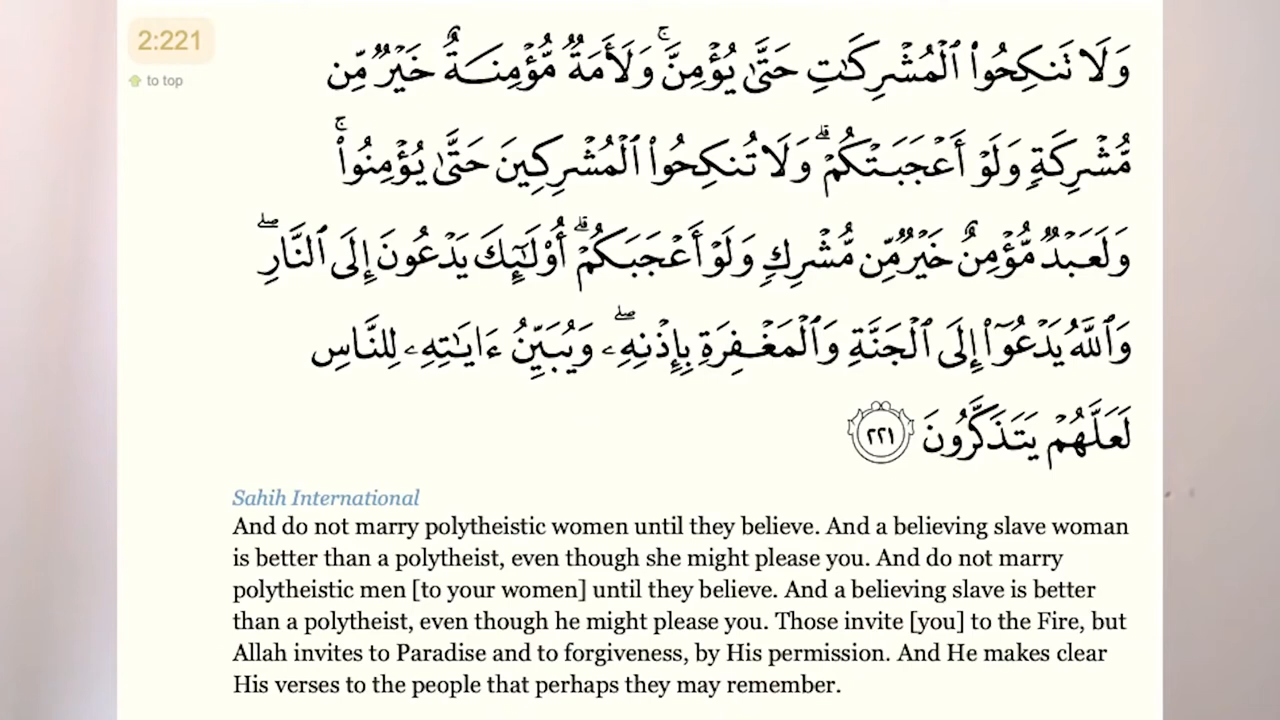 2:221
to top
وَلَا تَنكِحُوا۟ ٱلْمُشْرِكَـٰتِ حَتَّىٰ يُؤْمِنَّ ۚ وَلَأَمَةٌ مُّؤْمِنَةٌ خَيْرٌ مِّن
مُّشْرِكَةٍ وَلَوْ أَعْجَبَتْكُمْ ۗ وَلَا تُنكِحُوا۟ ٱلْمُشْرِكِينَ حَتَّىٰ يُؤْمِنُوا۟ ۚ
وَلَعَبْدٌ مُّؤْمِنٌ خَيْرٌ مِّن مُّشْرِكٍ وَلَوْ أَعْجَبَكُمْ ۗ أُو۟لَـٰٓئِكَ يَدْعُونَ إِلَى ٱلنَّارِ ۖ
وَٱللَّهُ يَدْعُوٓا۟ إِلَى ٱلْجَنَّةِ وَٱلْمَغْفِرَةِ بِإِذْنِهِۦ ۖ وَيُبَيِّنُ ءَايَـٰتِهِۦ لِلنَّاسِ
لَعَلَّهُمْ يَتَذَكَّرُونَ ٢٢١
Sahih International
And do not marry polytheistic women until they believe. And a believing slave woman
is better than a polytheist, even though she might please you. And do not marry
polytheistic men [to your women] until they believe. And a believing slave is better
than a polytheist, even though he might please you. Those invite [you] to the Fire, but
Allah invites to Paradise and to forgiveness, by His permission. And He makes clear
His verses to the people that perhaps they may remember.